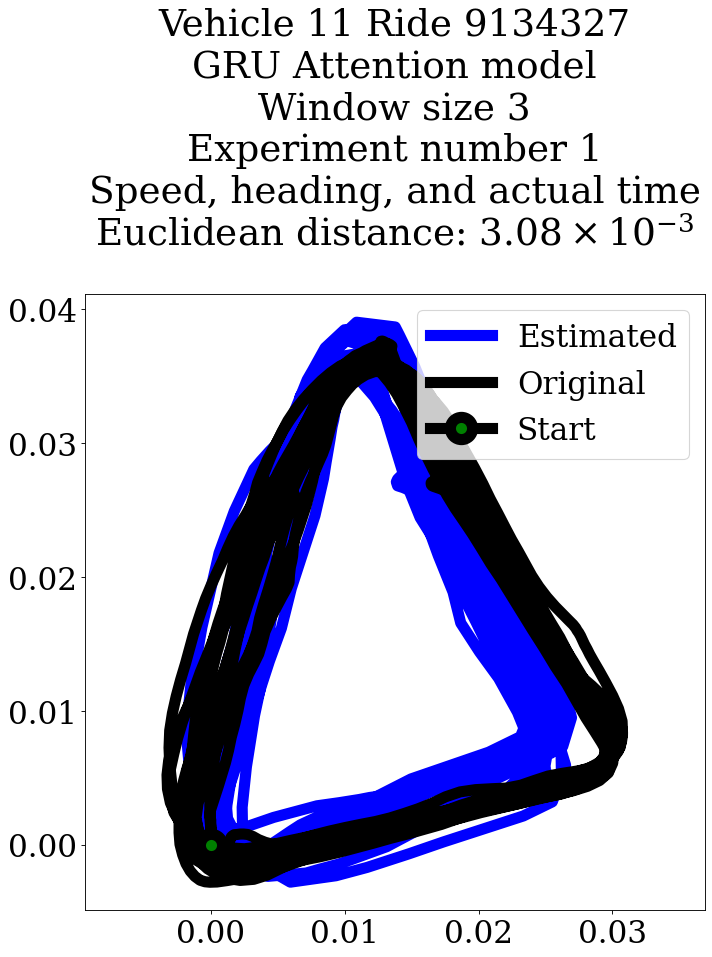 Vehicle 11 Ride 9134327
GRU Attention model
Window size 3
Experiment number 1
Speed, heading, and actual time
Euclidean distance: 3.08 × 10⁻³
Estimated
Original
Start
0.04
0.03
0.02
0.01
0.00
0.00 0.01 0.02 0.03